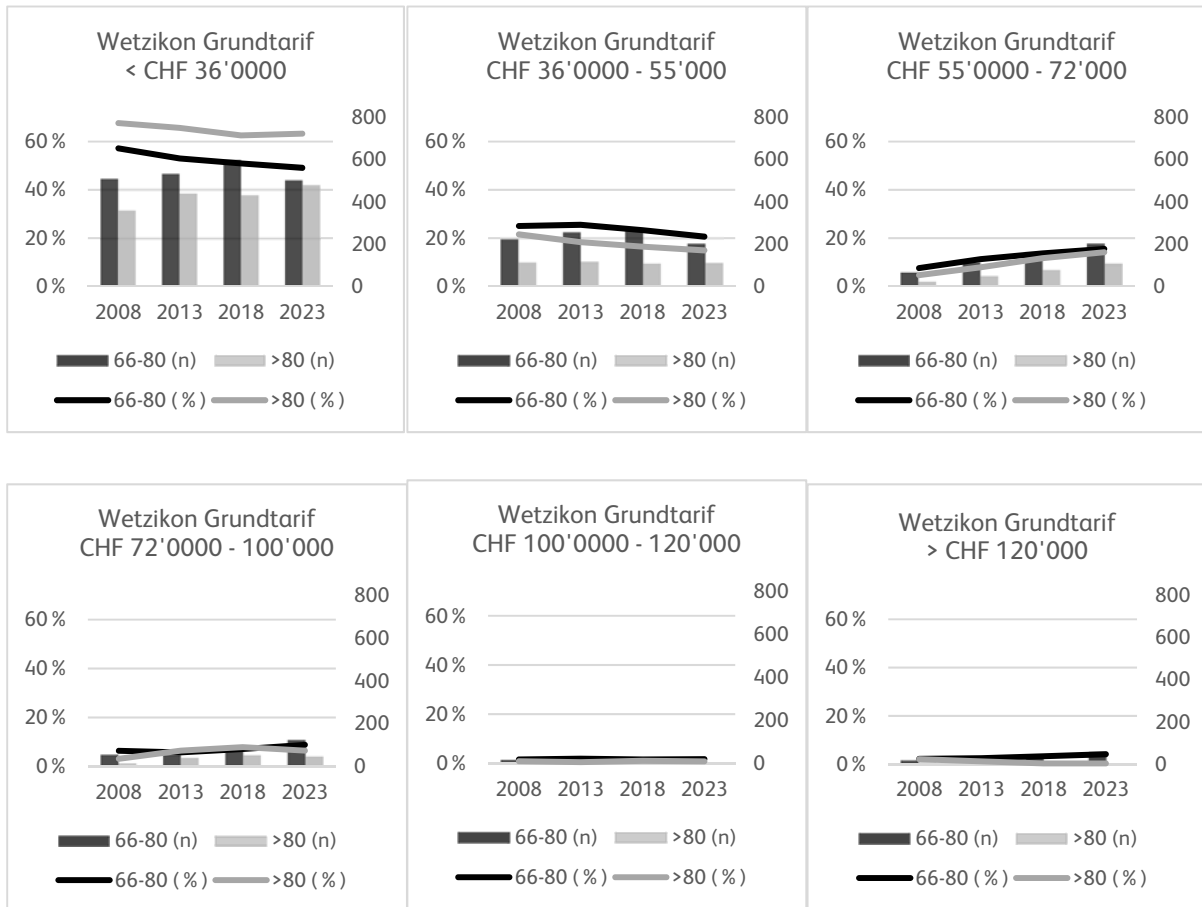 Wetzikon Grundtarif
< CHF 36'0000
60 %
40 %
20 %
0 %
800
600
400
200
0
2008 2013 2018 2023
66-80 (n) >80 (n)
66-80 (%) >80 (%)
Wetzikon Grundtarif
CHF 36'0000 - 55'000
60 %
40 %
20 %
0 %
800
600
400
200
0
2008 2013 2018 2023
66-80 (n) >80 (n)
66-80 (%) >80 (%)
Wetzikon Grundtarif
CHF 55'0000 - 72'000
60 %
40 %
20 %
0 %
800
600
400
200
0
2008 2013 2018 2023
66-80 (n) >80 (n)
66-80 (%) >80 (%)
Wetzikon Grundtarif
CHF 72'0000 - 100'000
60 %
40 %
20 %
0 %
800
600
400
200
0
2008 2013 2018 2023
66-80 (n) >80 (n)
66-80 (%) >80 (%)
Wetzikon Grundtarif
CHF 100'0000 - 120'000
60 %
40 %
20 %
0 %
800
600
400
200
0
2008 2013 2018 2023
66-80 (n) >80 (n)
66-80 (%) >80 (%)
Wetzikon Grundtarif
> CHF 120'000
60 %
40 %
20 %
0 %
800
600
400
200
0
2008 2013 2018 2023
66-80 (n) >80 (n)
66-80 (%) >80 (%)